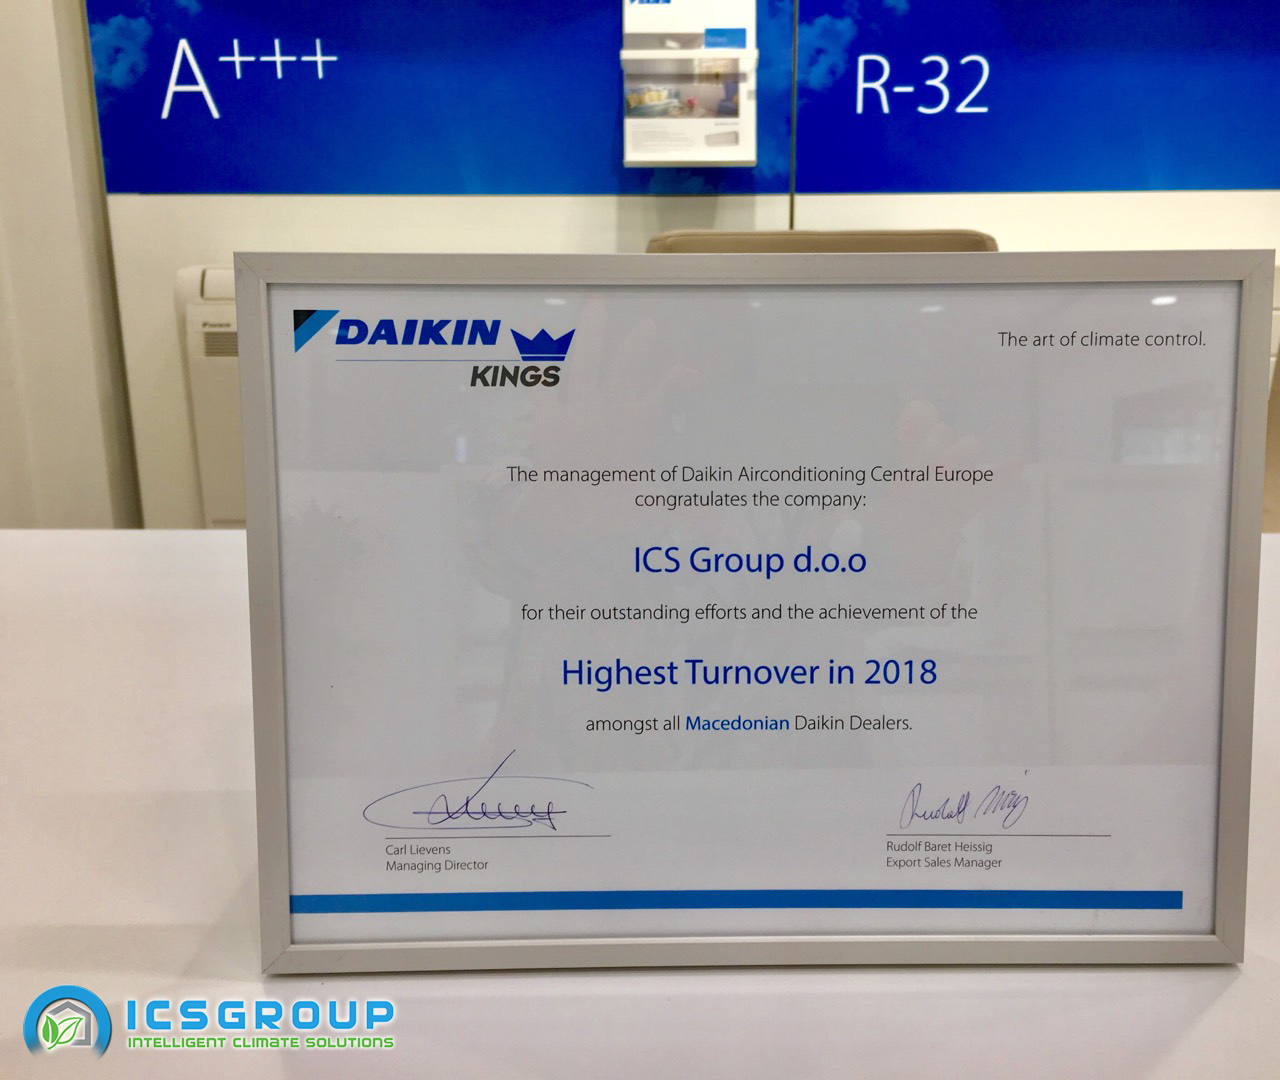 A+++
R-32
DAIKIN
KINGS
The art of climate control.
The management of Daikin Airconditioning Central Europe
congratulates the company:
ICS Group d.o.o
for their outstanding efforts and the achievement of the
Highest Turnover in 2018
amongst all Macedonian Daikin Dealers.
Carl Lievens
Managing Director
Rudolf Baret Heissig
Export Sales Manager
ICSGROUP
INTELLIGENT CLIMATE SOLUTIONS